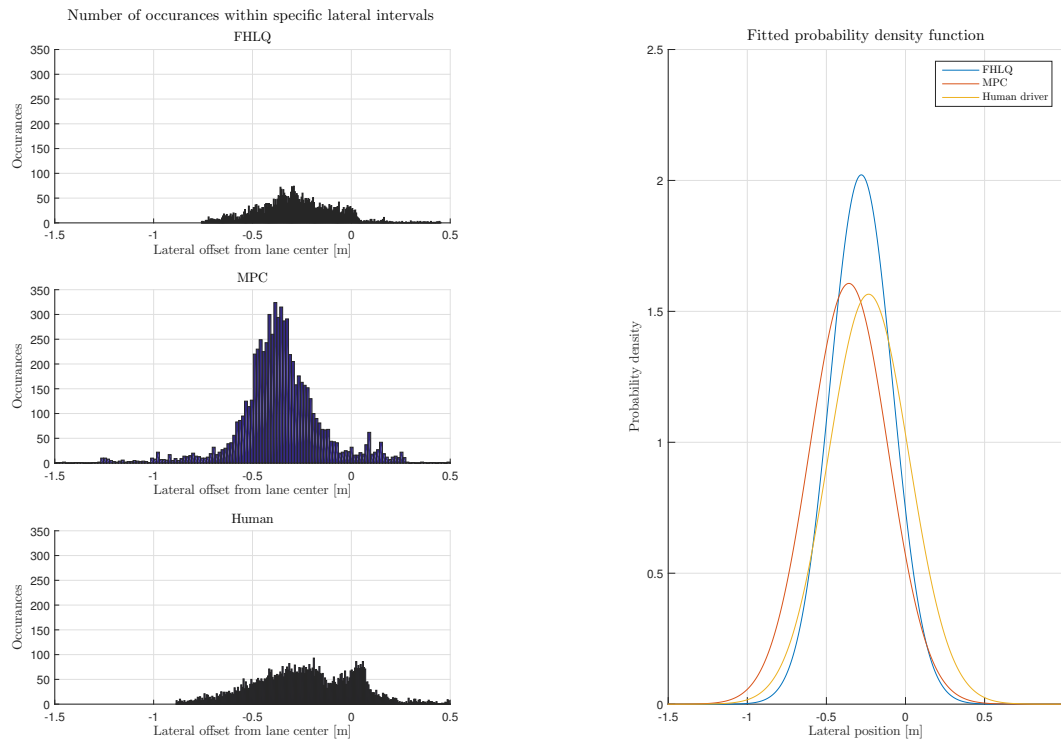 Number of occurances within specific lateral intervals
FHLQ
350
300
250
200
150
100
50
0
Occurances
-1.5 -1 -0.5 0 0.5
Lateral offset from lane center [m]
MPC
350
300
250
200
150
100
50
0
Occurances
-1.5 -1 -0.5 0 0.5
Lateral offset from lane center [m]
Human
350
300
250
200
150
100
50
0
Occurances
-1.5 -1 -0.5 0 0.5
Lateral offset from lane center [m]
Fitted probability density function
2.5
2
1.5
1
0.5
0
Probability density
FHLQ
MPC
Human driver
-1.5 -1 -0.5 0 0.5
Lateral position [m]